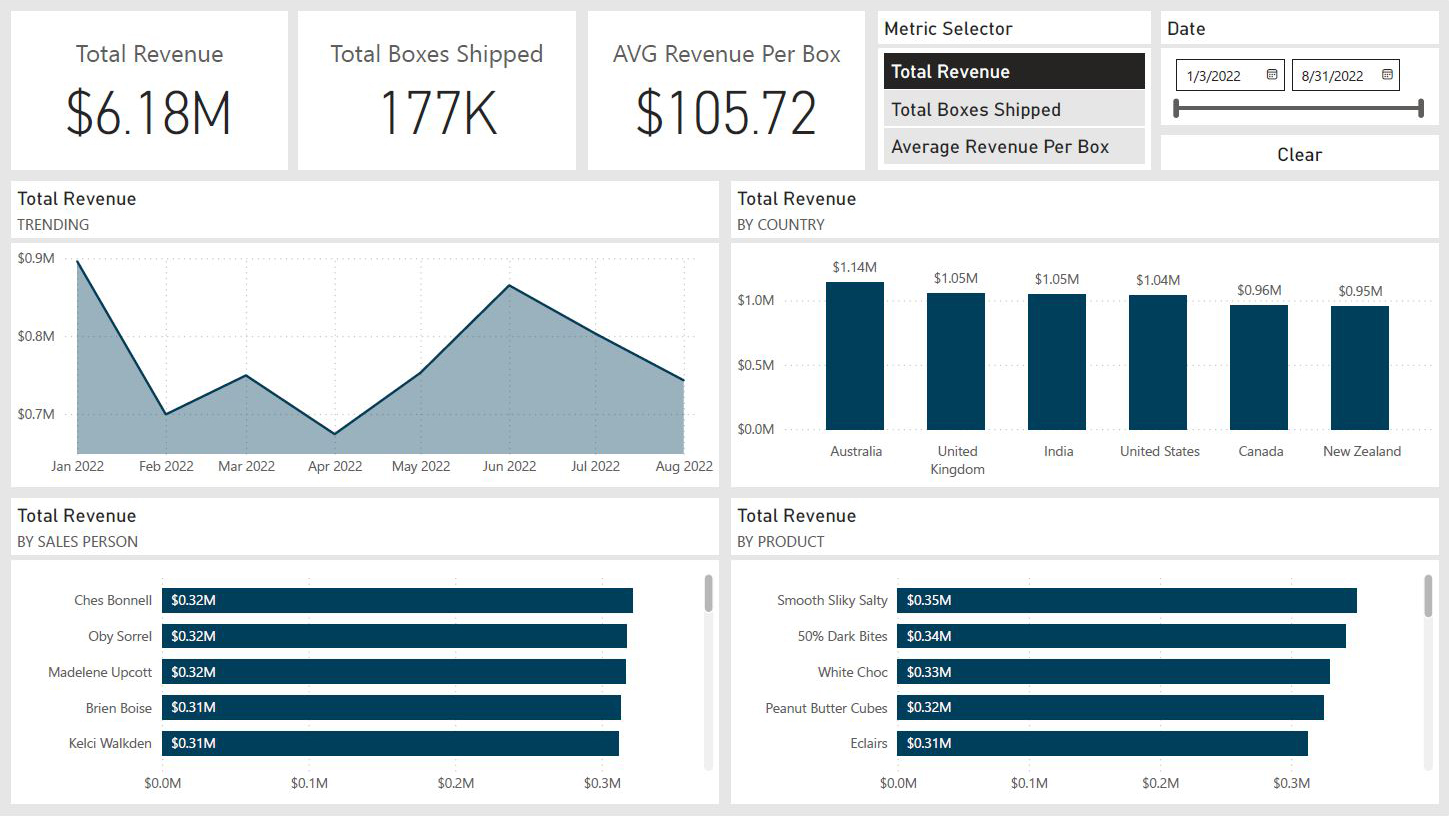 Total Revenue
$6.18M
Total Boxes Shipped
177K
AVG Revenue Per Box
$105.72
Metric Selector
Total Revenue
Total Boxes Shipped
Average Revenue Per Box
Date
1/3/2022
8/31/2022
Clear
Total Revenue
TRENDING
$0.9M
$0.8M
$0.7M
Jan 2022
Feb 2022
Mar 2022
Apr 2022
May 2022
Jun 2022
Jul 2022
Aug 2022
Total Revenue
BY COUNTRY
$1.0M
$0.5M
$0.0M
$1.14M
$1.05M
$1.05M
$1.04M
$0.96M
$0.95M
Australia
United
Kingdom
India
United States
Canada
New Zealand
Total Revenue
BY SALES PERSON
Ches Bonnell
$0.32M
Oby Sorrel
$0.32M
Madelene Upcott
$0.32M
Brien Boise
$0.31M
Kelci Walkden
$0.31M
$0.0M
$0.1M
$0.2M
$0.3M
Total Revenue
BY PRODUCT
Smooth Sliky Salty
$0.35M
50% Dark Bites
$0.34M
White Choc
$0.33M
Peanut Butter Cubes
$0.32M
Eclairs
$0.31M
$0.0M
$0.1M
$0.2M
$0.3M